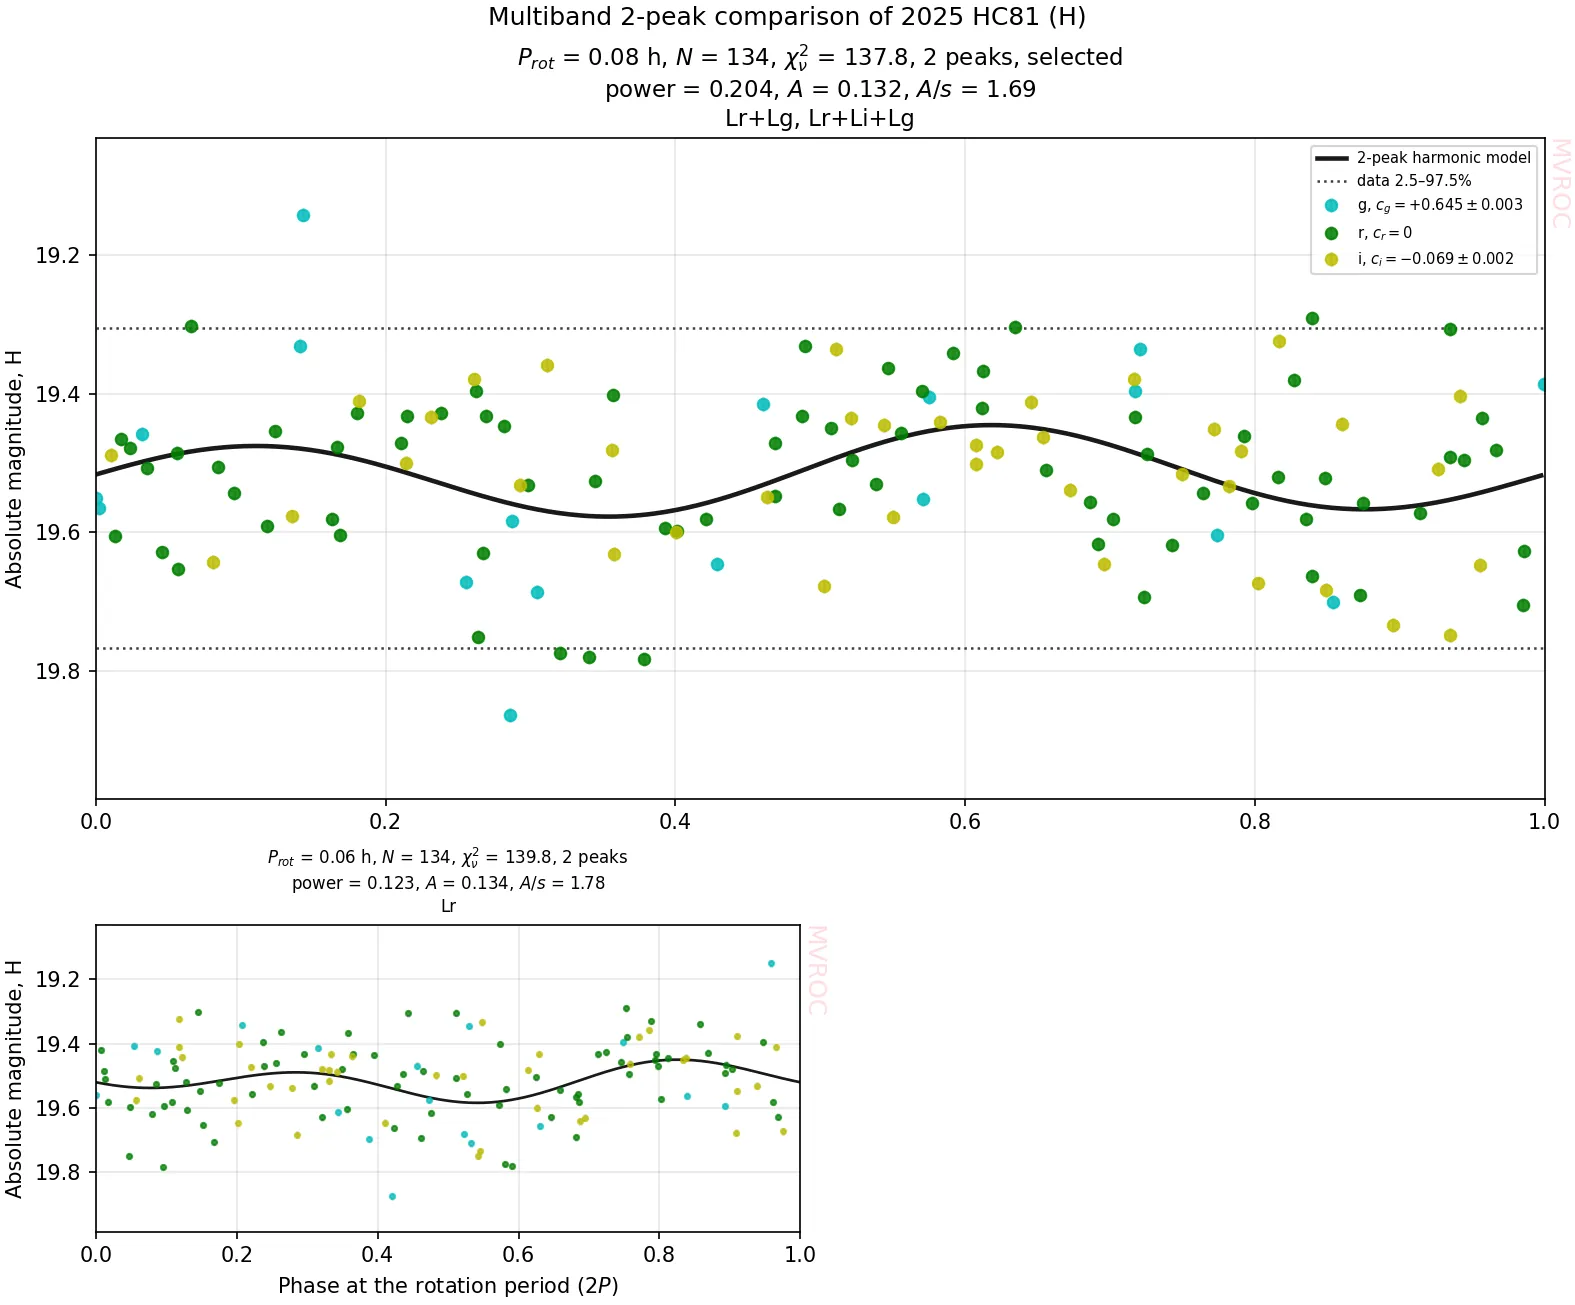 Multiband 2-peak comparison of 2025 HC81 (H)
P_rot = 0.08 h, N = 134, χ²_ν = 137.8, 2 peaks, selected
power = 0.204, A = 0.132, A/s = 1.69
Lr+Lg, Lr+Li+Lg
2-peak harmonic model
data 2.5–97.5%
g, c_g = +0.645 ± 0.003
r, c_r = 0
i, c_i = −0.069 ± 0.002
MVROC
Absolute magnitude, H
19.2
19.4
19.6
19.8
0.0 0.2 0.4 0.6 0.8 1.0
P_rot = 0.06 h, N = 134, χ²_ν = 139.8, 2 peaks
power = 0.123, A = 0.134, A/s = 1.78
Lr
MVROC
Absolute magnitude, H
19.2
19.4
19.6
19.8
0.0 0.2 0.4 0.6 0.8 1.0
Phase at the rotation period (2P)